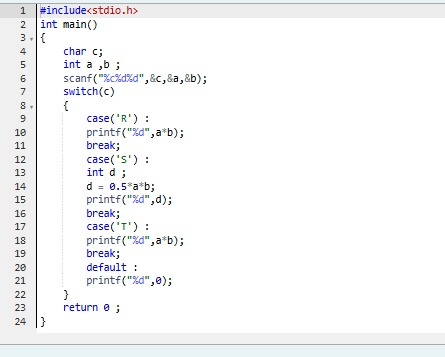 1 #include<stdio.h>
2 int main()
3 {
4 char c;
5 int a ,b ;
6 scanf("%c%d%d",&c,&a,&b);
7 switch(c)
8 {
9 case('R') :
10 printf("%d",a*b);
11 break;
12 case('S') :
13 int d ;
14 d = 0.5*a*b;
15 printf("%d",d);
16 break;
17 case('T') :
18 printf("%d",a*b);
19 break;
20 default :
21 printf("%d",0);
22 }
23 return 0 ;
24 }